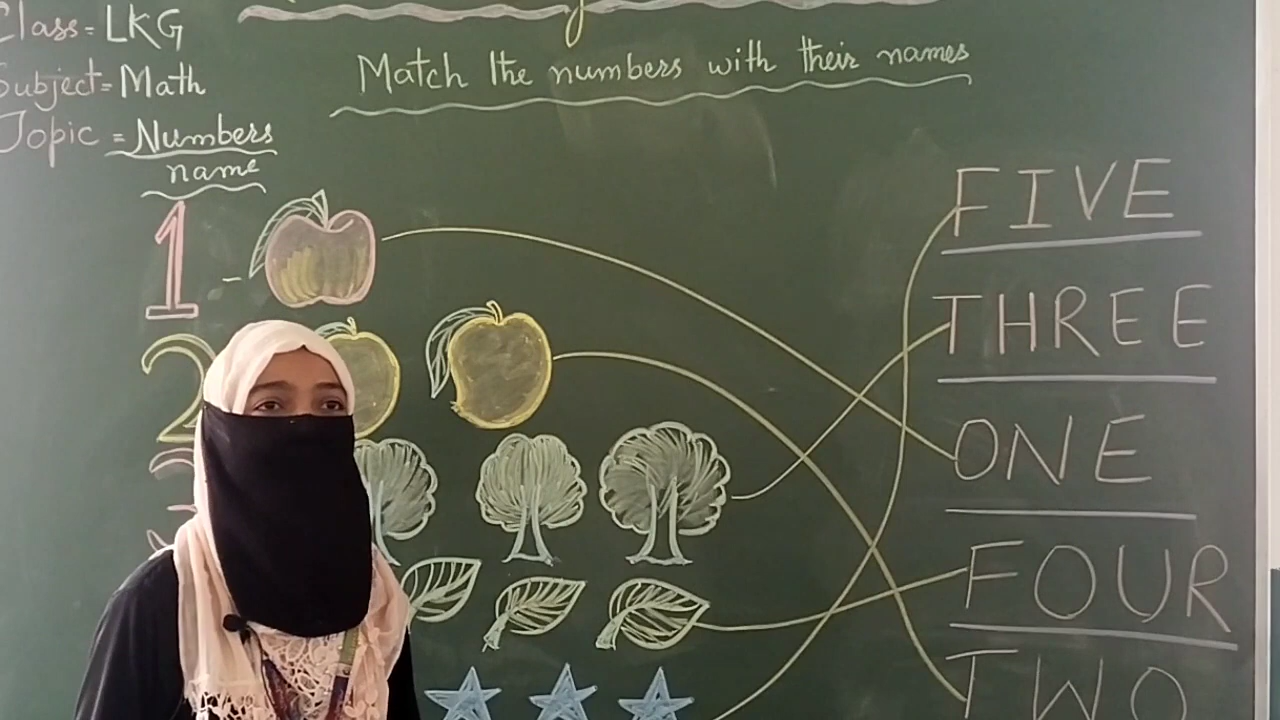 Class = LKG
Subject = Math
Topic = Numbers
name
Match the numbers with their names
1 -
2
3
FIVE
THREE
ONE
FOUR
TWO